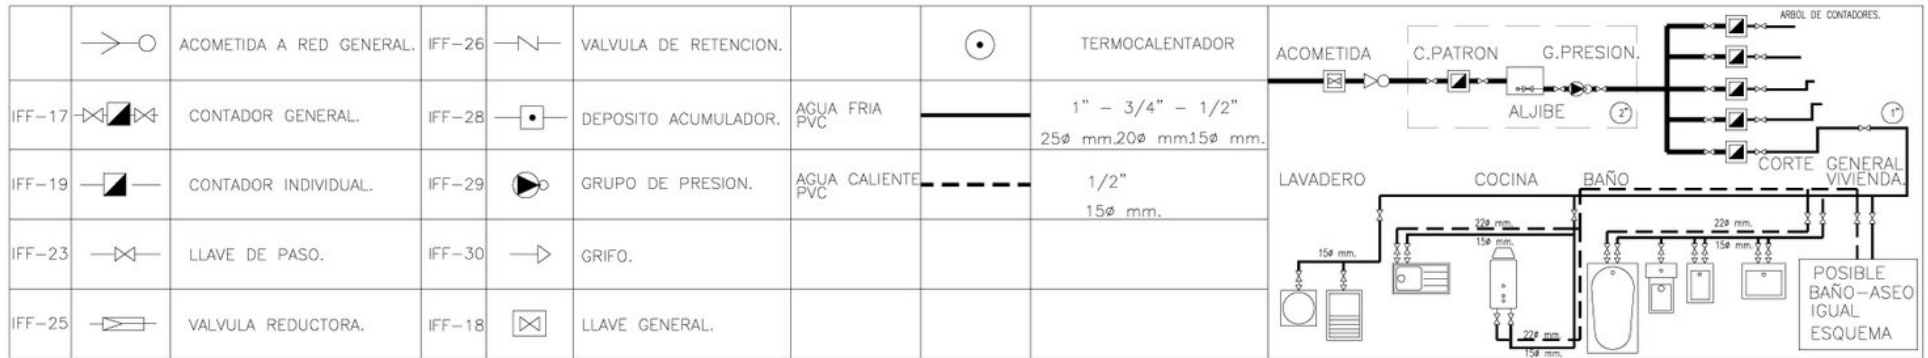 ACOMETIDA A RED GENERAL.
IFF-26
VALVULA DE RETENCION.
TERMOCALENTADOR
IFF-17
CONTADOR GENERAL.
IFF-28
DEPOSITO ACUMULADOR.
AGUA FRIA
PVC
1" - 3/4" - 1/2"
25ø mm.20ø mm.15ø mm.
IFF-19
CONTADOR INDIVIDUAL.
IFF-29
GRUPO DE PRESION.
AGUA CALIENTE
PVC
1/2"
15ø mm.
IFF-23
LLAVE DE PASO.
IFF-30
GRIFO.
IFF-25
VALVULA REDUCTORA.
IFF-18
LLAVE GENERAL.
ARBOL DE CONTADORES.
ACOMETIDA
C.PATRON
G.PRESION.
ALJIBE
2"
1"
CORTE GENERAL
VIVIENDA.
LAVADERO
COCINA
BAÑO
22ø mm.
15ø mm.
22ø mm.
15ø mm.
15ø mm.
22ø mm.
15ø mm.
POSIBLE
BAÑO-ASEO
IGUAL
ESQUEMA